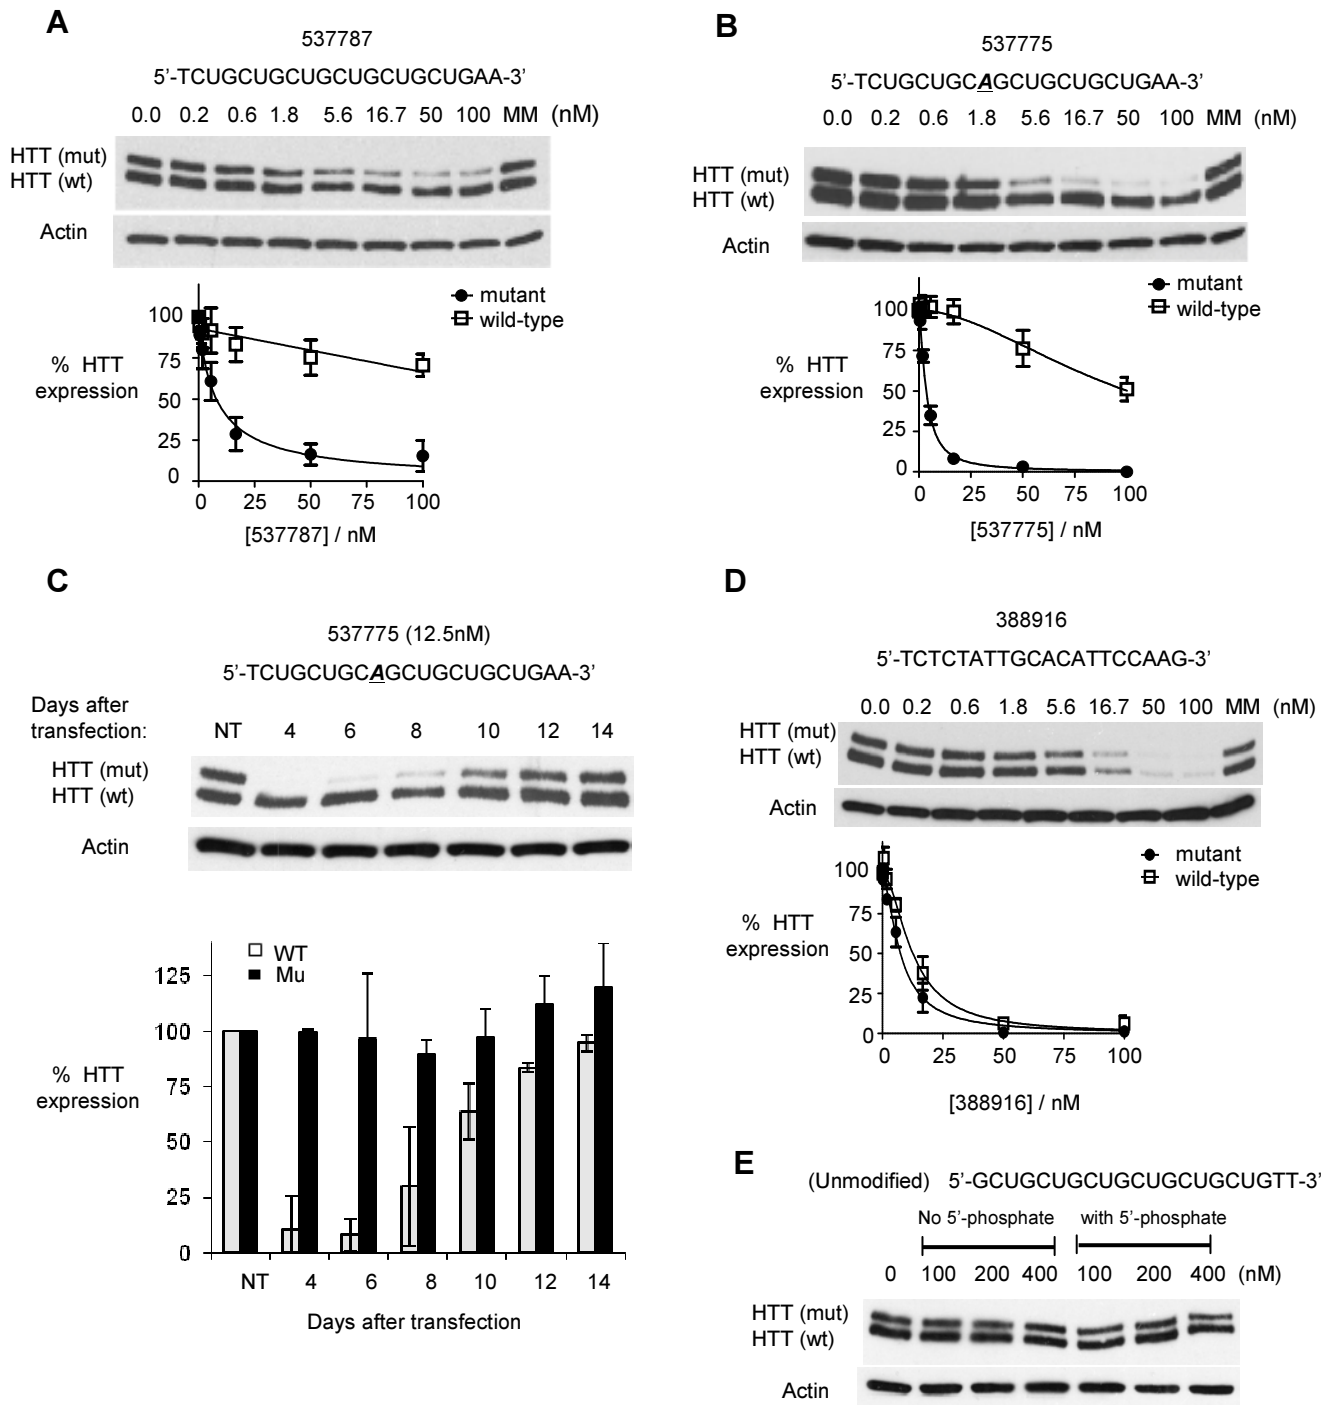 A
537787
5'-TCUGCUGCUGCUGCUGCUGAA-3'
0.0 0.2 0.6 1.8 5.6 16.7 50 100 MM (nM)
HTT (mut)
HTT (wt)
Actin
mutant
wild-type
% HTT
expression
100
75
50
25
0
0 25 50 75 100
[537787] / nM
B
537775
5'-TCUGCUGCAGCUGCUGCUGAA-3'
0.0 0.2 0.6 1.8 5.6 16.7 50 100 MM (nM)
HTT (mut)
HTT (wt)
Actin
mutant
wild-type
% HTT
expression
100
75
50
25
0
0 25 50 75 100
[537775] / nM
C
537775 (12.5nM)
5'-TCUGCUGCAGCUGCUGCUGAA-3'
Days after
transfection:
NT 4 6 8 10 12 14
HTT (mut)
HTT (wt)
Actin
WT
Mu
% HTT
expression
125
100
75
50
25
0
NT 4 6 8 10 12 14
Days after transfection
D
388916
5'-TCTCTATTGCACATTCCAAG-3'
0.0 0.2 0.6 1.8 5.6 16.7 50 100 MM (nM)
HTT (mut)
HTT (wt)
Actin
mutant
wild-type
% HTT
expression
100
75
50
25
0
0 25 50 75 100
[388916] / nM
E
(Unmodified) 5'-GCUGCUGCUGCUGCUGCUGTT-3'
No 5'-phosphate with 5'-phosphate
0 100 200 400 100 200 400 (nM)
HTT (mut)
HTT (wt)
Actin